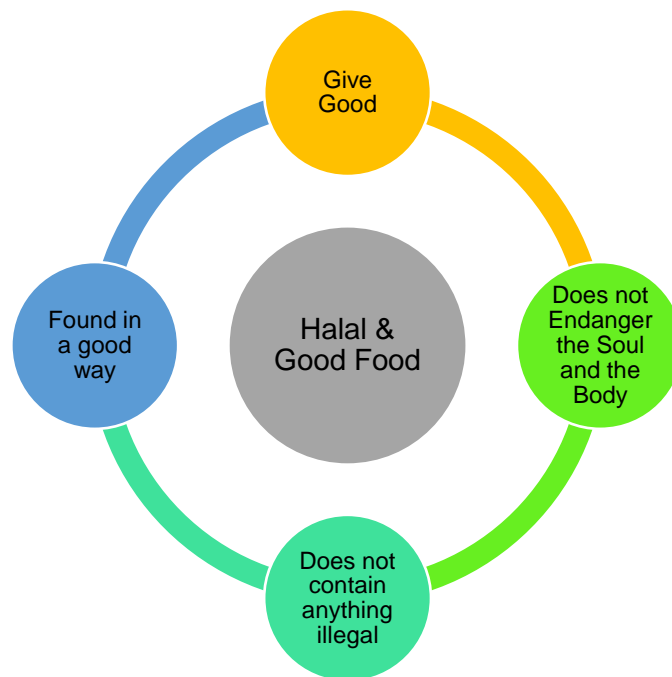 Give
Good
Does not
Endanger
the Soul
and the
Body
Found in
a good
way
Halal &
Good Food
Does not
contain
anything
illegal